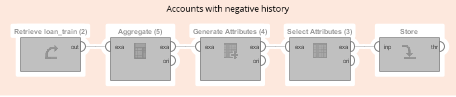 Accounts with negative history
Retrieve loan_train (2)
Aggregate (5)
Generate Attributes (4)
Select Attributes (3)
Store
out
exa
exa
ori
exa
exa
ori
exa
exa
ori
inp
thr